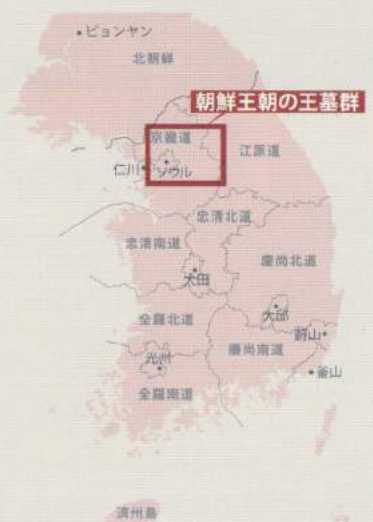 ピョンヤン
北朝鮮
朝鮮王朝の王墓群
京畿道
江原道
仁川
ソウル
忠清北道
忠清南道
慶尚北道
大田
全羅北道
大邱
蔚山
光州
慶尚南道
釜山
全羅南道
済州島